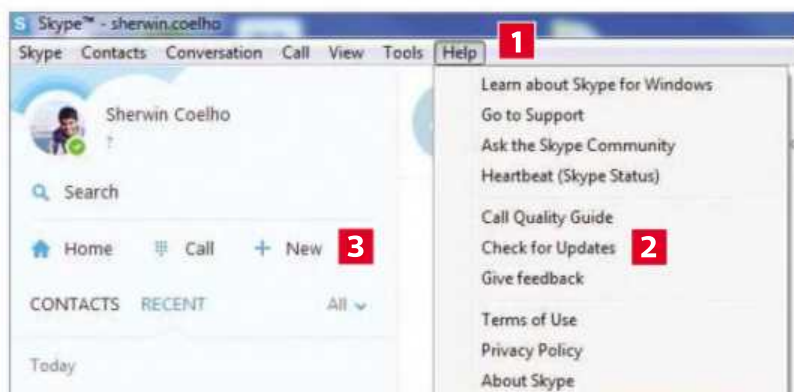 Skype™ - sherwin.coelho
Skype Contacts Conversation Call View Tools Help 1
Sherwin Coelho
?
Search
Home Call New 3
CONTACTS RECENT All
Today
Learn about Skype for Windows
Go to Support
Ask the Skype Community
Heartbeat (Skype Status)
Call Quality Guide
Check for Updates 2
Give feedback
Terms of Use
Privacy Policy
About Skype